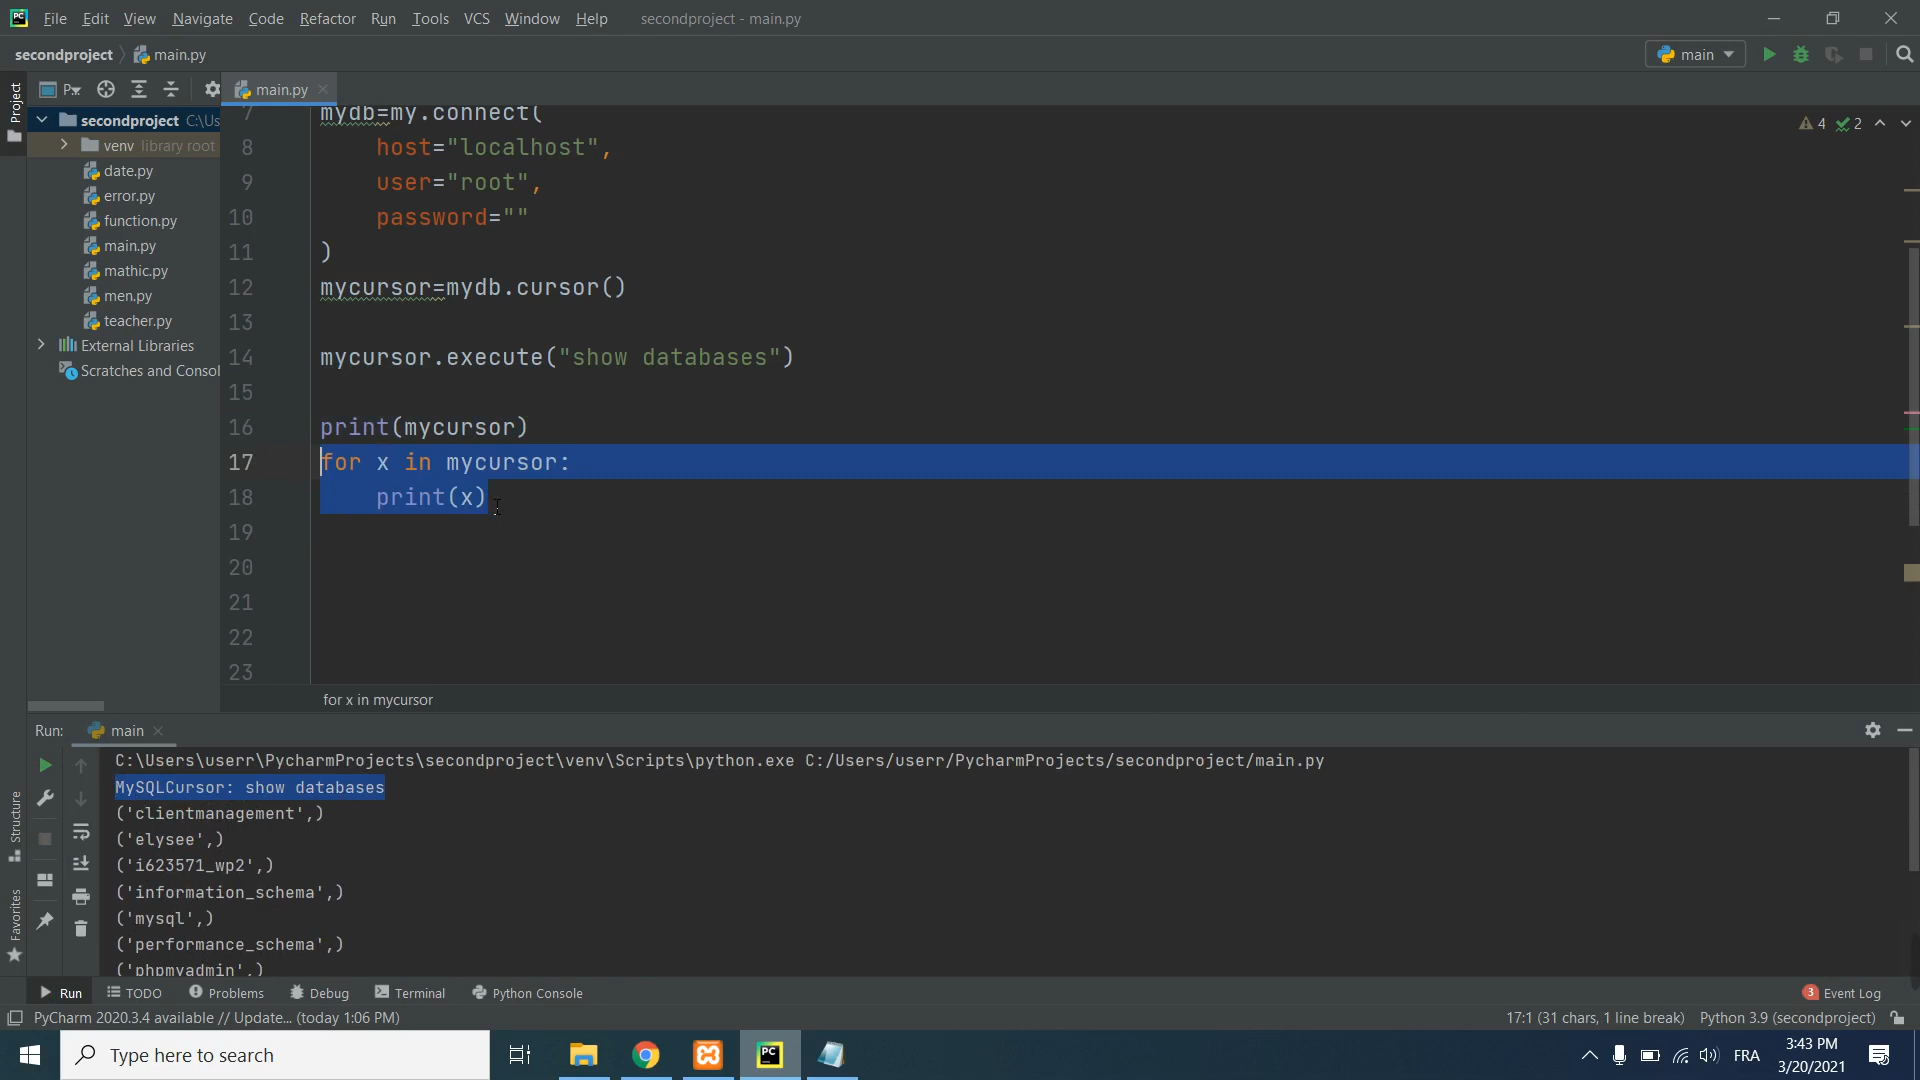 File Edit View Navigate Code Refactor Run Tools VCS Window Help secondproject - main.py
secondproject main.py main
Project
P...
main.py
secondproject C:\Us
venv library root
date.py
error.py
function.py
main.py
mathic.py
men.py
teacher.py
External Libraries
Scratches and Consol
4 2
7 mydb=my.connect(
8 host="localhost",
9 user="root",
10 password=""
11 )
12 mycursor=mydb.cursor()
13
14 mycursor.execute("show databases")
15
16 print(mycursor)
17 for x in mycursor:
18 print(x)
19
20
21
22
23
for x in mycursor
Run: main
C:\Users\userr\PycharmProjects\secondproject\venv\Scripts\python.exe C:/Users/userr/PycharmProjects/secondproject/main.py
MySQLCursor: show databases
('clientmanagement',)
('elysee',)
('i623571_wp2',)
('information_schema',)
('mysql',)
('performance_schema',)
('phpmyadmin',)
Structure
Favorites
Run TODO Problems Debug Terminal Python Console 3 Event Log
PyCharm 2020.3.4 available // Update... (today 1:06 PM) 17:1 (31 chars, 1 line break) Python 3.9 (secondproject)
Type here to search
PC
FRA
3:43 PM
3/20/2021